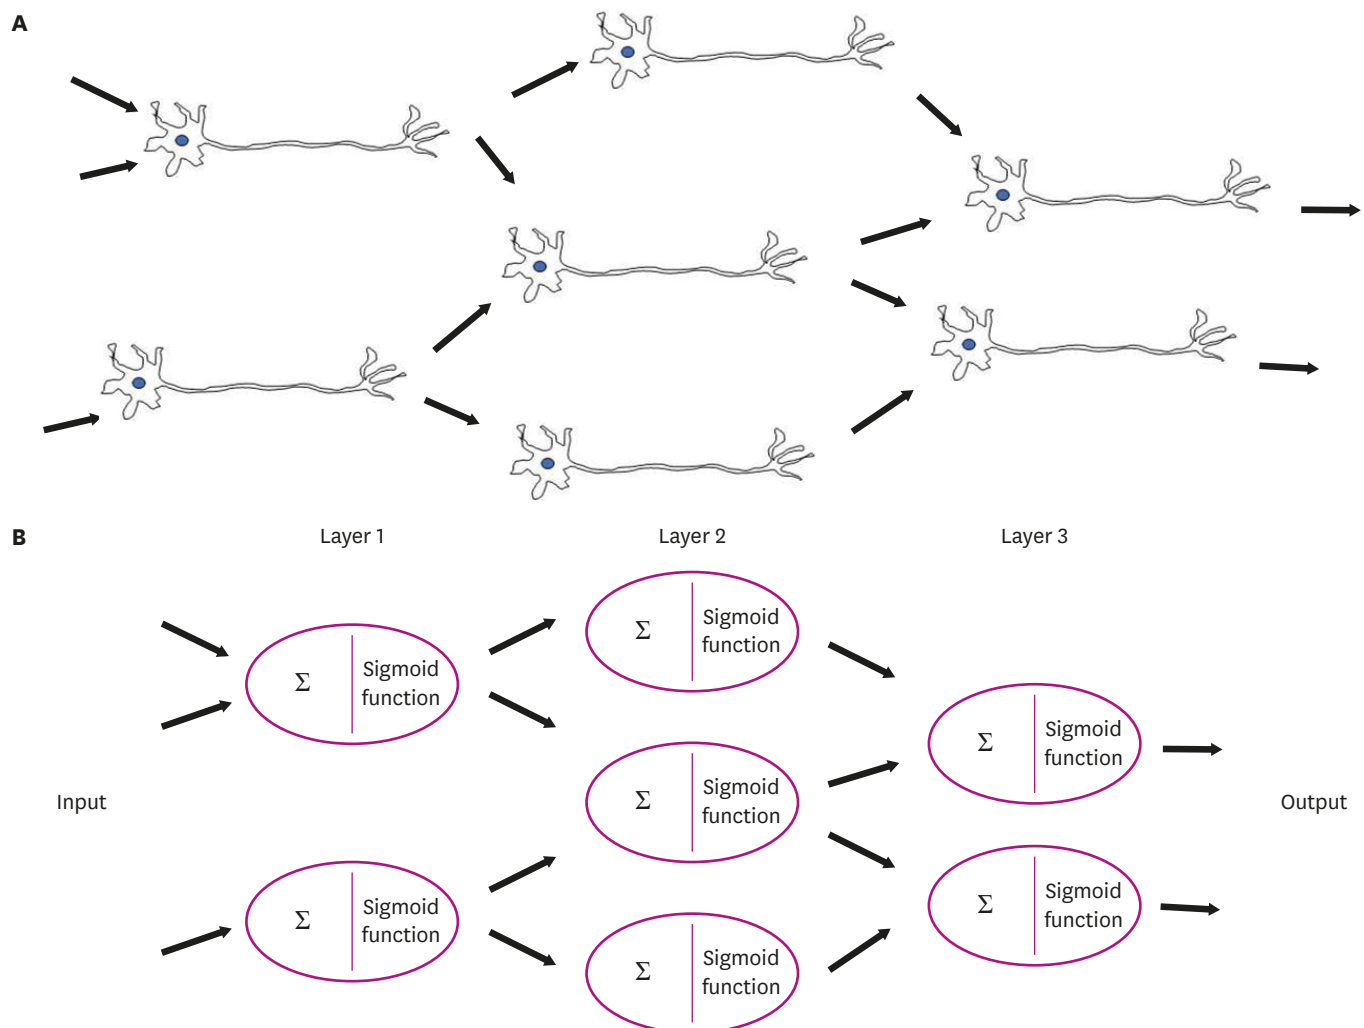 A
B
Layer 1
Layer 2
Layer 3
Σ
Sigmoid
function
Σ
Sigmoid
function
Σ
Sigmoid
function
Input
Σ
Sigmoid
function
Output
Σ
Sigmoid
function
Σ
Sigmoid
function
Σ
Sigmoid
function